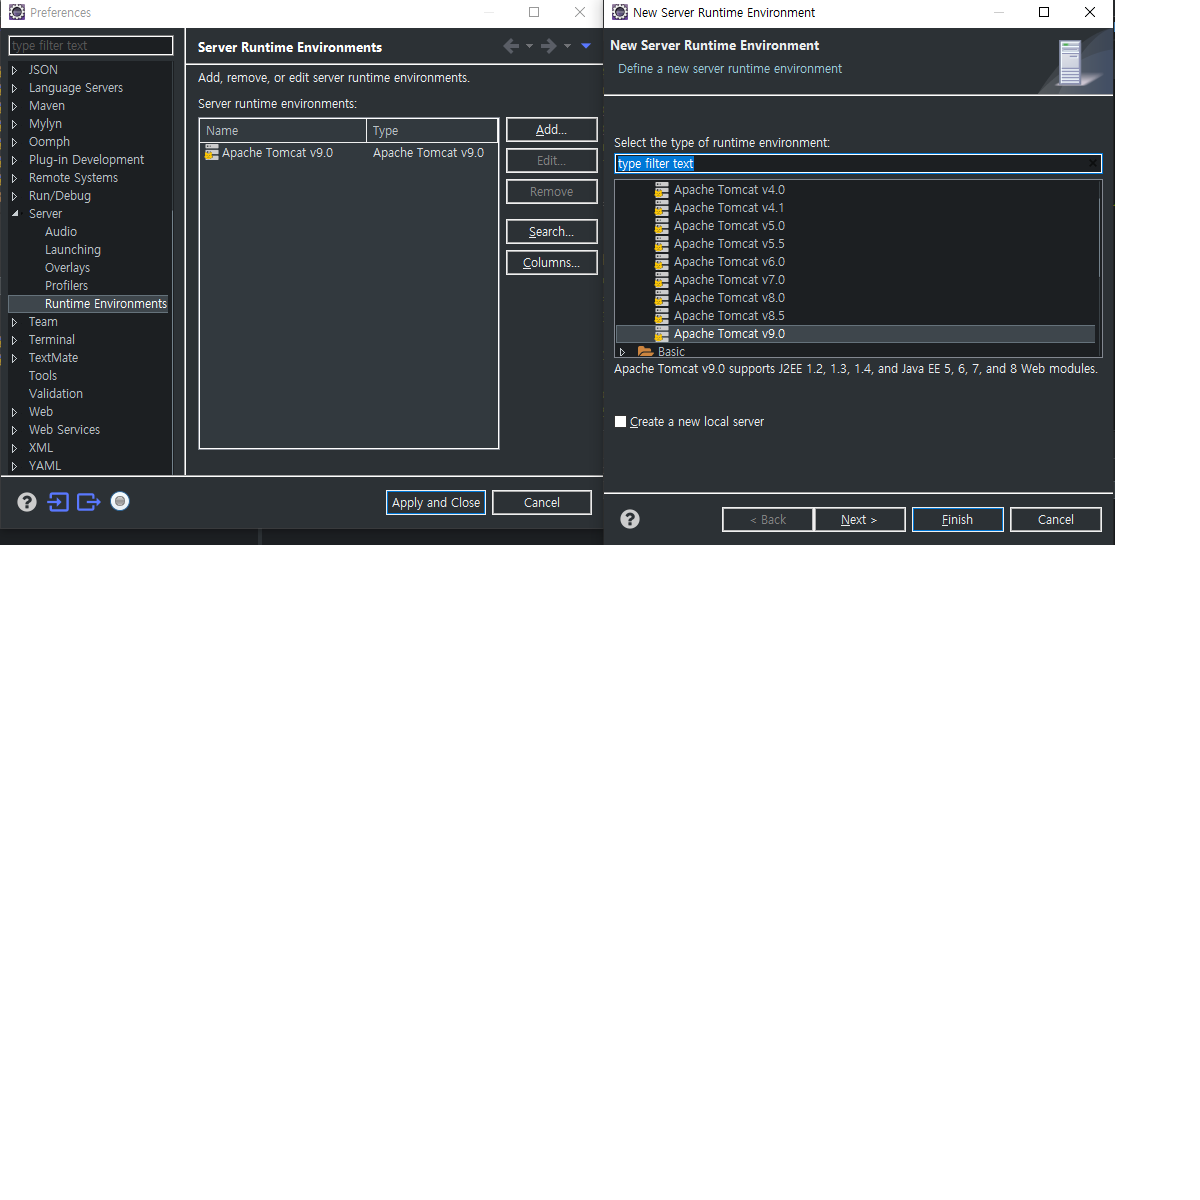 Preferences
type filter text
JSON
Language Servers
Maven
Mylyn
Oomph
Plug-in Development
Remote Systems
Run/Debug
Server
Audio
Launching
Overlays
Profilers
Runtime Environments
Team
Terminal
TextMate
Tools
Validation
Web
Web Services
XML
YAML
Server Runtime Environments
Add, remove, or edit server runtime environments.
Server runtime environments:
Name Type
Apache Tomcat v9.0 Apache Tomcat v9.0
Add...
Edit...
Remove
Search...
Columns...
Apply and Close Cancel
New Server Runtime Environment
New Server Runtime Environment
Define a new server runtime environment
Select the type of runtime environment:
type filter text
Apache Tomcat v4.0
Apache Tomcat v4.1
Apache Tomcat v5.0
Apache Tomcat v5.5
Apache Tomcat v6.0
Apache Tomcat v7.0
Apache Tomcat v8.0
Apache Tomcat v8.5
Apache Tomcat v9.0
Basic
Apache Tomcat v9.0 supports J2EE 1.2, 1.3, 1.4, and Java EE 5, 6, 7, and 8 Web modules.
Create a new local server
< Back Next > Finish Cancel